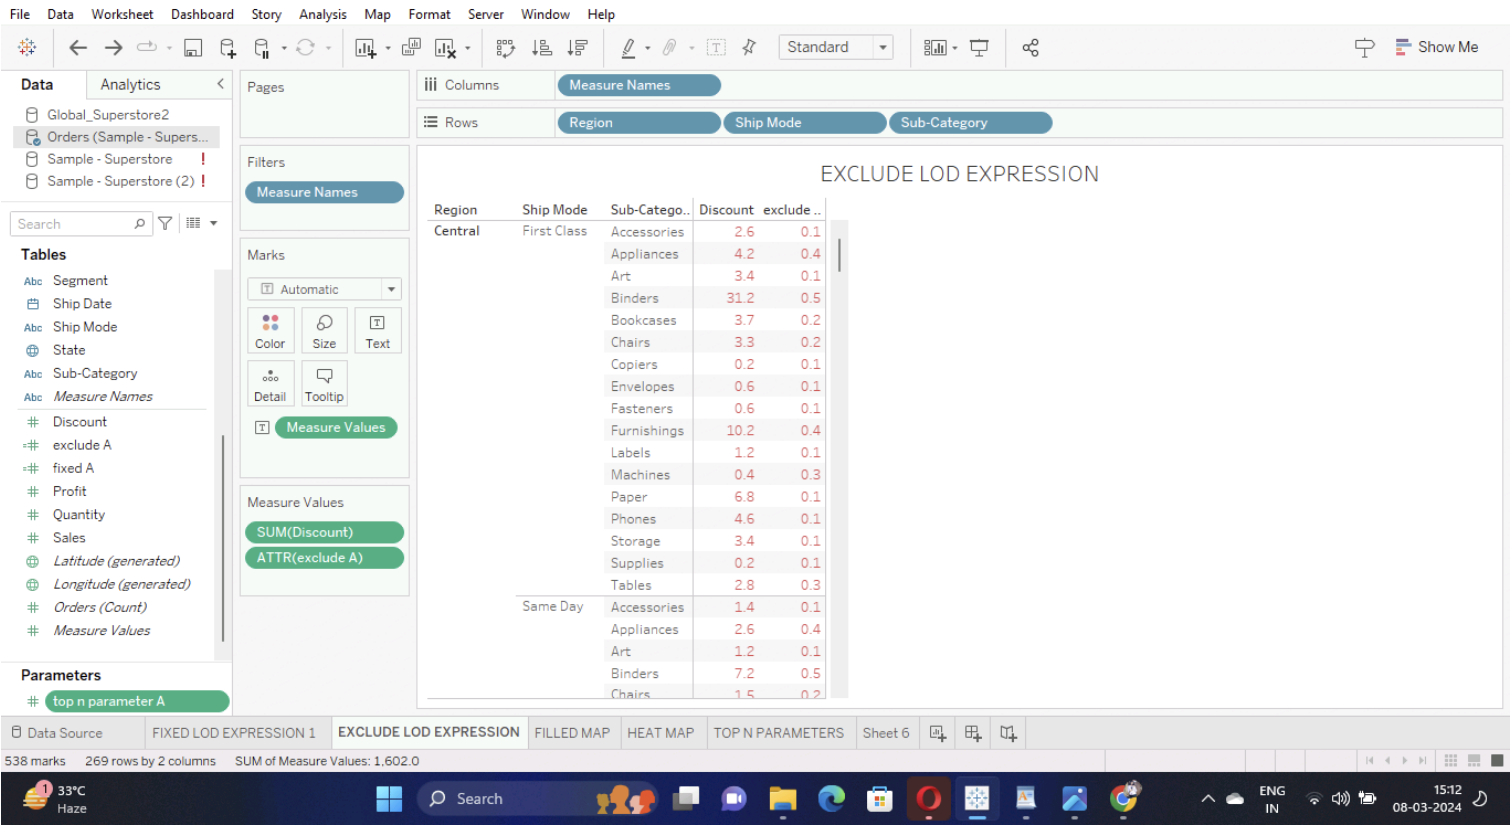 File Data Worksheet Dashboard Story Analysis Map Format Server Window Help
Standard
Show Me
Data Analytics
Global_Superstore2
Orders (Sample - Supers...
Sample - Superstore !
Sample - Superstore (2) !
Search
Tables
Abc Segment
Ship Date
Abc Ship Mode
State
Abc Sub-Category
Abc Measure Names
# Discount
=# exclude A
=# fixed A
# Profit
# Quantity
# Sales
Latitude (generated)
Longitude (generated)
# Orders (Count)
# Measure Values
Parameters
# top n parameter A
Pages
Filters
Measure Names
Marks
T Automatic
Color Size Text
Detail Tooltip
T Measure Values
Measure Values
SUM(Discount)
ATTR(exclude A)
Columns Measure Names
Rows Region Ship Mode Sub-Category
EXCLUDE LOD EXPRESSION
Region Ship Mode Sub-Catego.. Discount exclude ..
Central First Class Accessories 2.6 0.1
Appliances 4.2 0.4
Art 3.4 0.1
Binders 31.2 0.5
Bookcases 3.7 0.2
Chairs 3.3 0.2
Copiers 0.2 0.1
Envelopes 0.6 0.1
Fasteners 0.6 0.1
Furnishings 10.2 0.4
Labels 1.2 0.1
Machines 0.4 0.3
Paper 6.8 0.1
Phones 4.6 0.1
Storage 3.4 0.1
Supplies 0.2 0.1
Tables 2.8 0.3
Same Day Accessories 1.4 0.1
Appliances 2.6 0.4
Art 1.2 0.1
Binders 7.2 0.5
Chairs 1.5 0.2
Data Source FIXED LOD EXPRESSION 1 EXCLUDE LOD EXPRESSION FILLED MAP HEAT MAP TOP N PARAMETERS Sheet 6
538 marks 269 rows by 2 columns SUM of Measure Values: 1,602.0
1 33°C
Haze
Search
ENG
IN
15:12
08-03-2024